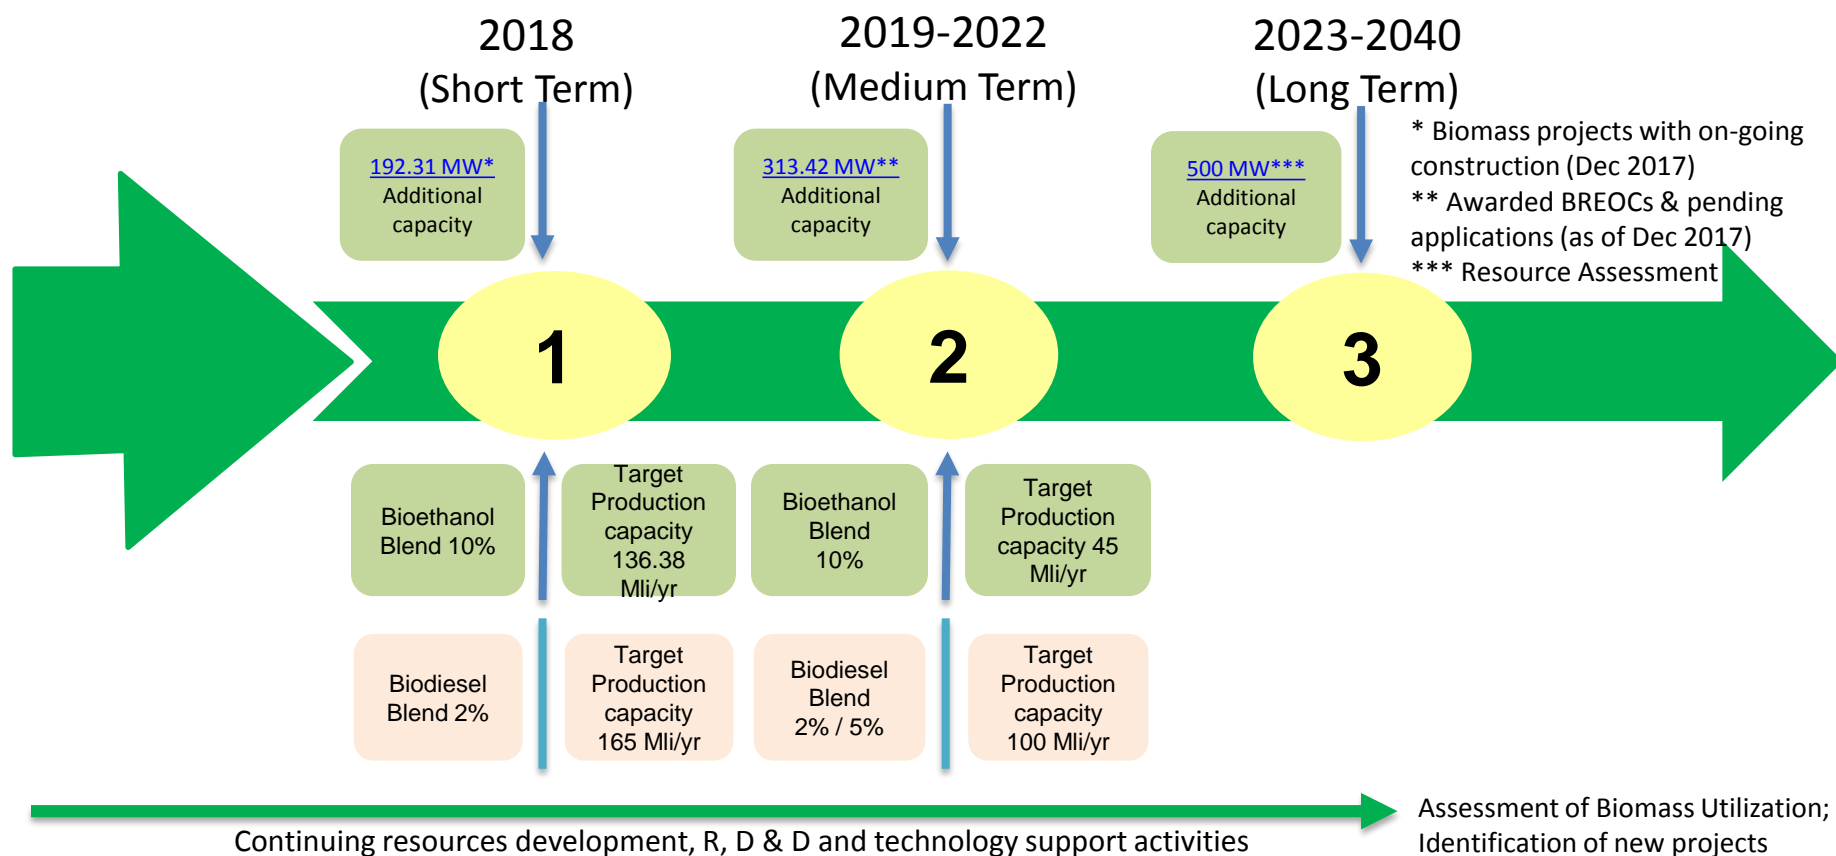 2018
(Short Term)
2019-2022
(Medium Term)
2023-2040
(Long Term)
192.31 MW*
Additional
capacity
313.42 MW**
Additional
capacity
500 MW***
Additional
capacity
* Biomass projects with on-going
construction (Dec 2017)
** Awarded BREOCs & pending
applications (as of Dec 2017)
*** Resource Assessment
1
2
3
Bioethanol
Blend 10%
Target
Production
capacity
136.38
Mli/yr
Bioethanol
Blend
10%
Target
Production
capacity 45
Mli/yr
Biodiesel
Blend 2%
Target
Production
capacity
165 Mli/yr
Biodiesel
Blend
2% / 5%
Target
Production
capacity
100 Mli/yr
Continuing resources development, R, D & D and technology support activities
Assessment of Biomass Utilization;
Identification of new projects